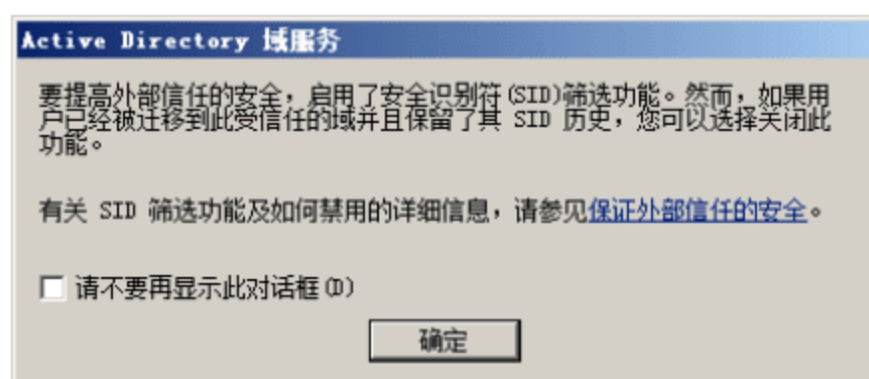 Active Directory 域服务
要提高外部信任的安全，启用了安全识别符(SID)筛选功能。然而，如果用
户已经被迁移到此受信任的域并且保留了其 SID 历史，您可以选择关闭此
功能。
有关 SID 筛选功能及如何禁用的详细信息，请参见保证外部信任的安全。
请不要再显示此对话框(D)
确定